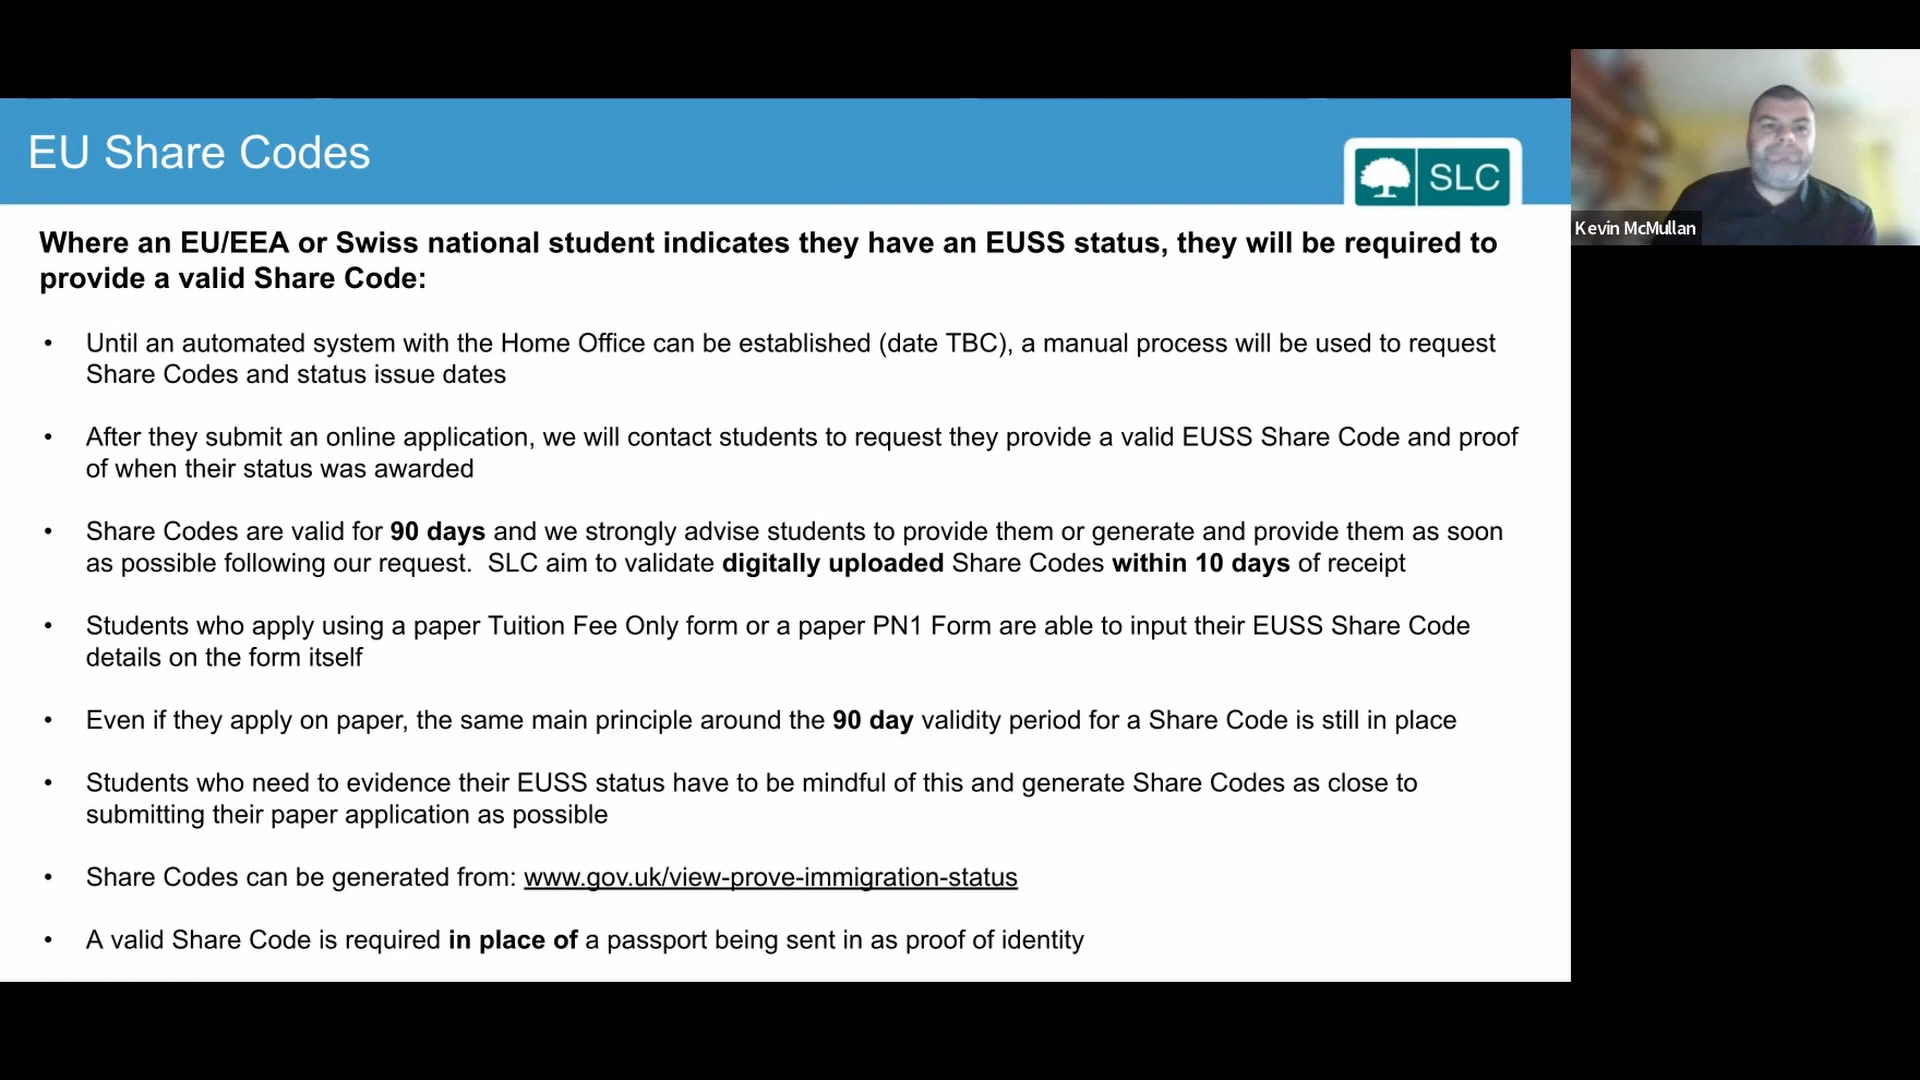 EU Share Codes
SLC
Kevin McMullan
Where an EU/EEA or Swiss national student indicates they have an EUSS status, they will be required to
provide a valid Share Code:
• Until an automated system with the Home Office can be established (date TBC), a manual process will be used to request
Share Codes and status issue dates
• After they submit an online application, we will contact students to request they provide a valid EUSS Share Code and proof
of when their status was awarded
• Share Codes are valid for 90 days and we strongly advise students to provide them or generate and provide them as soon
as possible following our request.  SLC aim to validate digitally uploaded Share Codes within 10 days of receipt
• Students who apply using a paper Tuition Fee Only form or a paper PN1 Form are able to input their EUSS Share Code
details on the form itself
• Even if they apply on paper, the same main principle around the 90 day validity period for a Share Code is still in place
• Students who need to evidence their EUSS status have to be mindful of this and generate Share Codes as close to
submitting their paper application as possible
• Share Codes can be generated from: www.gov.uk/view-prove-immigration-status
• A valid Share Code is required in place of a passport being sent in as proof of identity